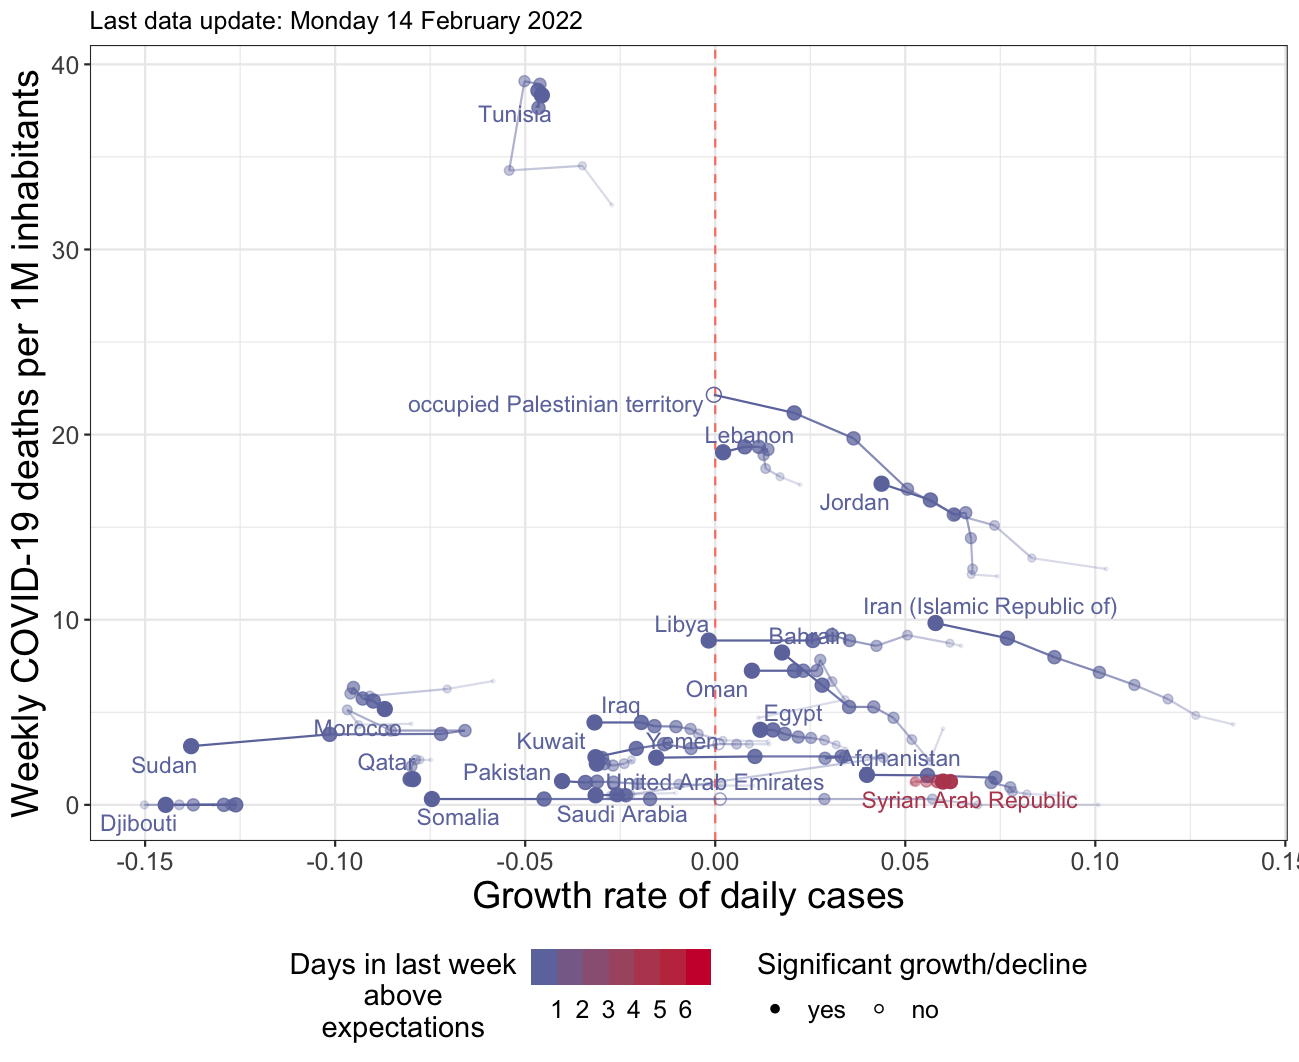 Last data update: Monday 14 February 2022
Weekly COVID-19 deaths per 1M inhabitants
40
30
20
10
0
Tunisia
occupied Palestinian territory
Lebanon
Jordan
Iran (Islamic Republic of)
Libya
Bahrain
Oman
Iraq
Egypt
Morocco
Kuwait
Yemen
Sudan
Qatar
Pakistan
Afghanistan
United Arab Emirates
Syrian Arab Republic
Djibouti
Somalia
Saudi Arabia
-0.15 -0.10 -0.05 0.00 0.05 0.10 0.15
Growth rate of daily cases
Days in last week
above
expectations
1 2 3 4 5 6
Significant growth/decline
yes no